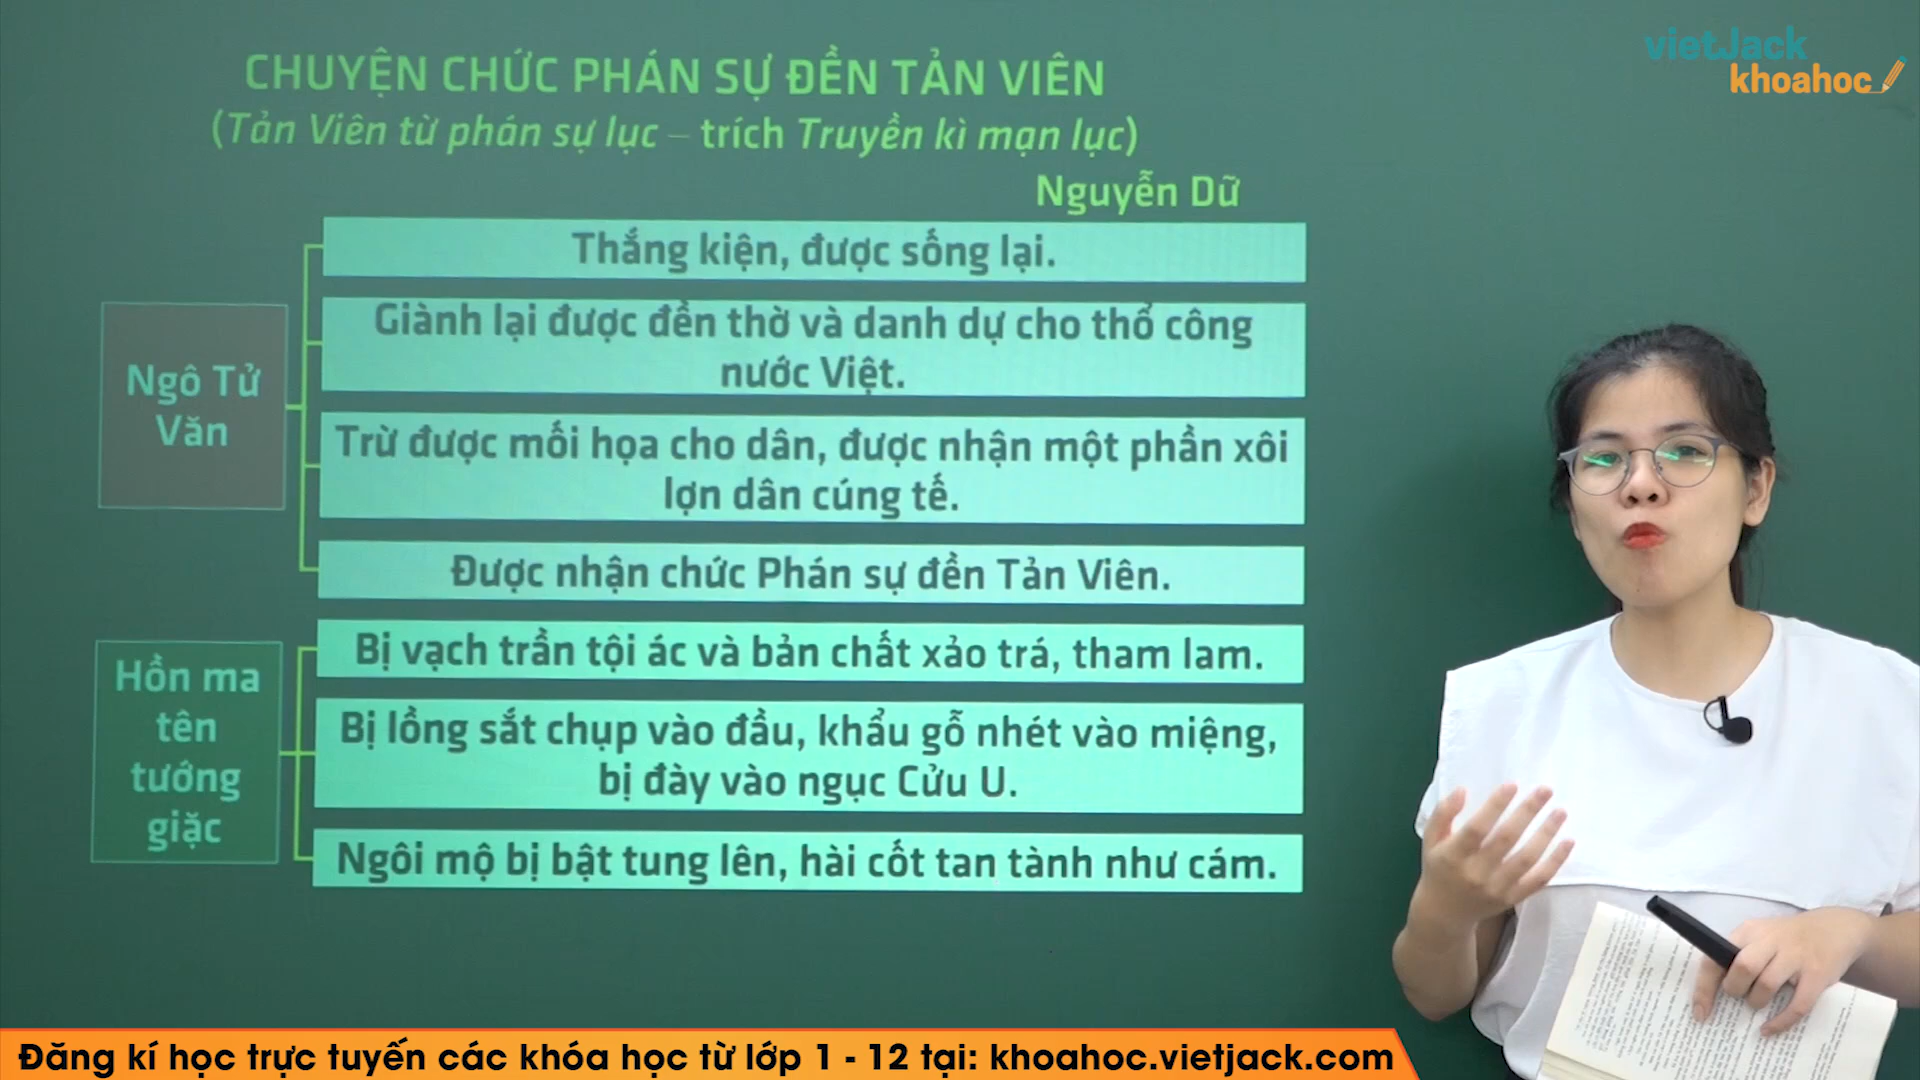 vietJack
khoahoc
CHUYỆN CHỨC PHÁN SỰ ĐỀN TẢN VIÊN
(Tản Viên từ phán sự lục – trích Truyền kì mạn lục)
Nguyễn Dữ
Ngô Tử
Văn
Thắng kiện, được sống lại.
Giành lại được đền thờ và danh dự cho thổ công
nước Việt.
Trừ được mối họa cho dân, được nhận một phần xôi
lợn dân cúng tế.
Được nhận chức Phán sự đền Tản Viên.
Hồn ma
tên
tướng
giặc
Bị vạch trần tội ác và bản chất xảo trá, tham lam.
Bị lồng sắt chụp vào đầu, khẩu gỗ nhét vào miệng,
bị đày vào ngục Cửu U.
Ngôi mộ bị bật tung lên, hài cốt tan tành như cám.
Đăng kí học trực tuyến các khóa học từ lớp 1 - 12 tại: khoahoc.vietjack.com